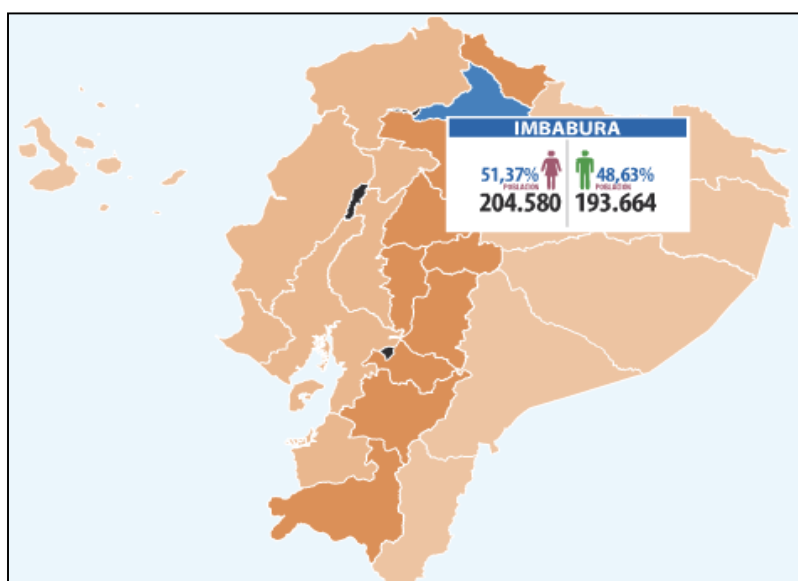 IMBABURA
51,37% 48,63%
POBLACIÓN POBLACIÓN
204.580 193.664